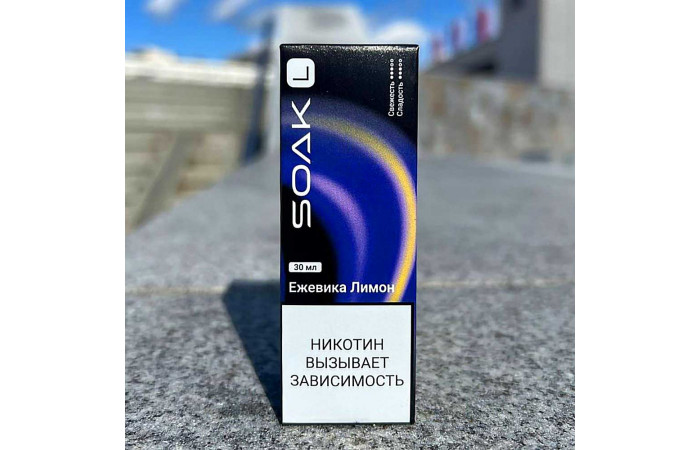 L
SOAK
Свежесть
Сладость
30 мл
Ежевика Лимон
НИКОТИН
ВЫЗЫВАЕТ
ЗАВИСИМОСТЬ